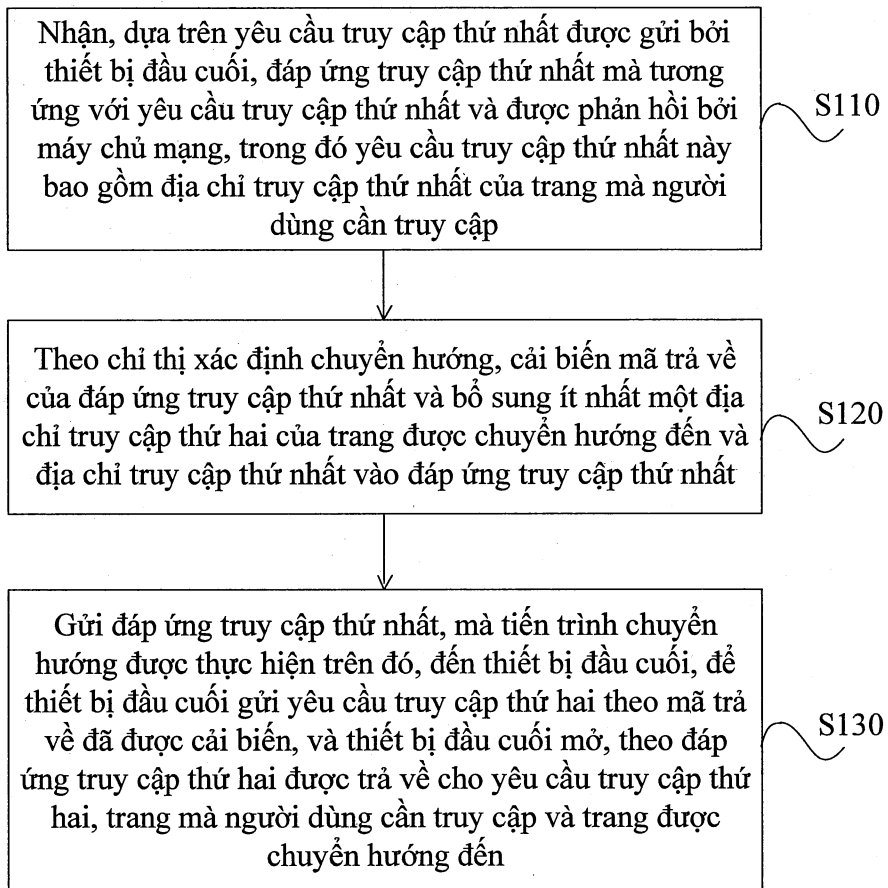 Nhận, dựa trên yêu cầu truy cập thứ nhất được gửi bởi
thiết bị đầu cuối, đáp ứng truy cập thứ nhất mà tương
ứng với yêu cầu truy cập thứ nhất và được phản hồi bởi
máy chủ mạng, trong đó yêu cầu truy cập thứ nhất này
bao gồm địa chỉ truy cập thứ nhất của trang mà người
dùng cần truy cập
S110
Theo chỉ thị xác định chuyển hướng, cải biến mã trả về
của đáp ứng truy cập thứ nhất và bổ sung ít nhất một địa
chỉ truy cập thứ hai của trang được chuyển hướng đến và
địa chỉ truy cập thứ nhất vào đáp ứng truy cập thứ nhất
S120
Gửi đáp ứng truy cập thứ nhất, mà tiến trình chuyển
hướng được thực hiện trên đó, đến thiết bị đầu cuối, để
thiết bị đầu cuối gửi yêu cầu truy cập thứ hai theo mã trả
về đã được cải biến, và thiết bị đầu cuối mở, theo đáp
ứng truy cập thứ hai được trả về cho yêu cầu truy cập thứ
hai, trang mà người dùng cần truy cập và trang được
chuyển hướng đến
S130